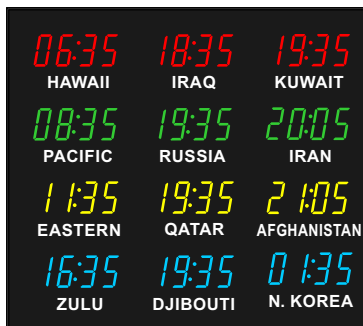 06:35 18:35 19:35
HAWAII IRAQ KUWAIT
08:35 19:35 20:05
PACIFIC RUSSIA IRAN
11:35 19:35 21:05
EASTERN QATAR AFGHANISTAN
16:35 19:35 01:35
ZULU DJIBOUTI N. KOREA